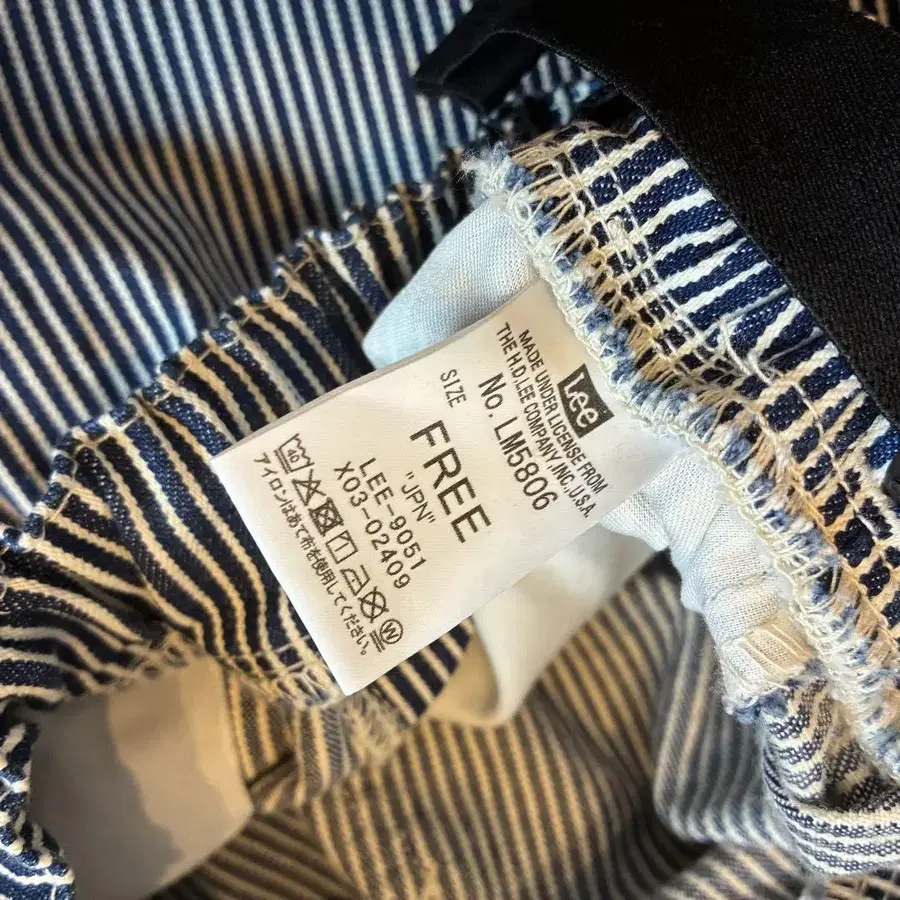 Lee
MADE UNDER LICENSE FROM
THE H.D.LEE COMPANY,INC,U.S.A.
No. LM5806
SIZE
FREE
"JPN"
LEE-9051
X03-02409
40
W
アイロンはあて布を使用してください。